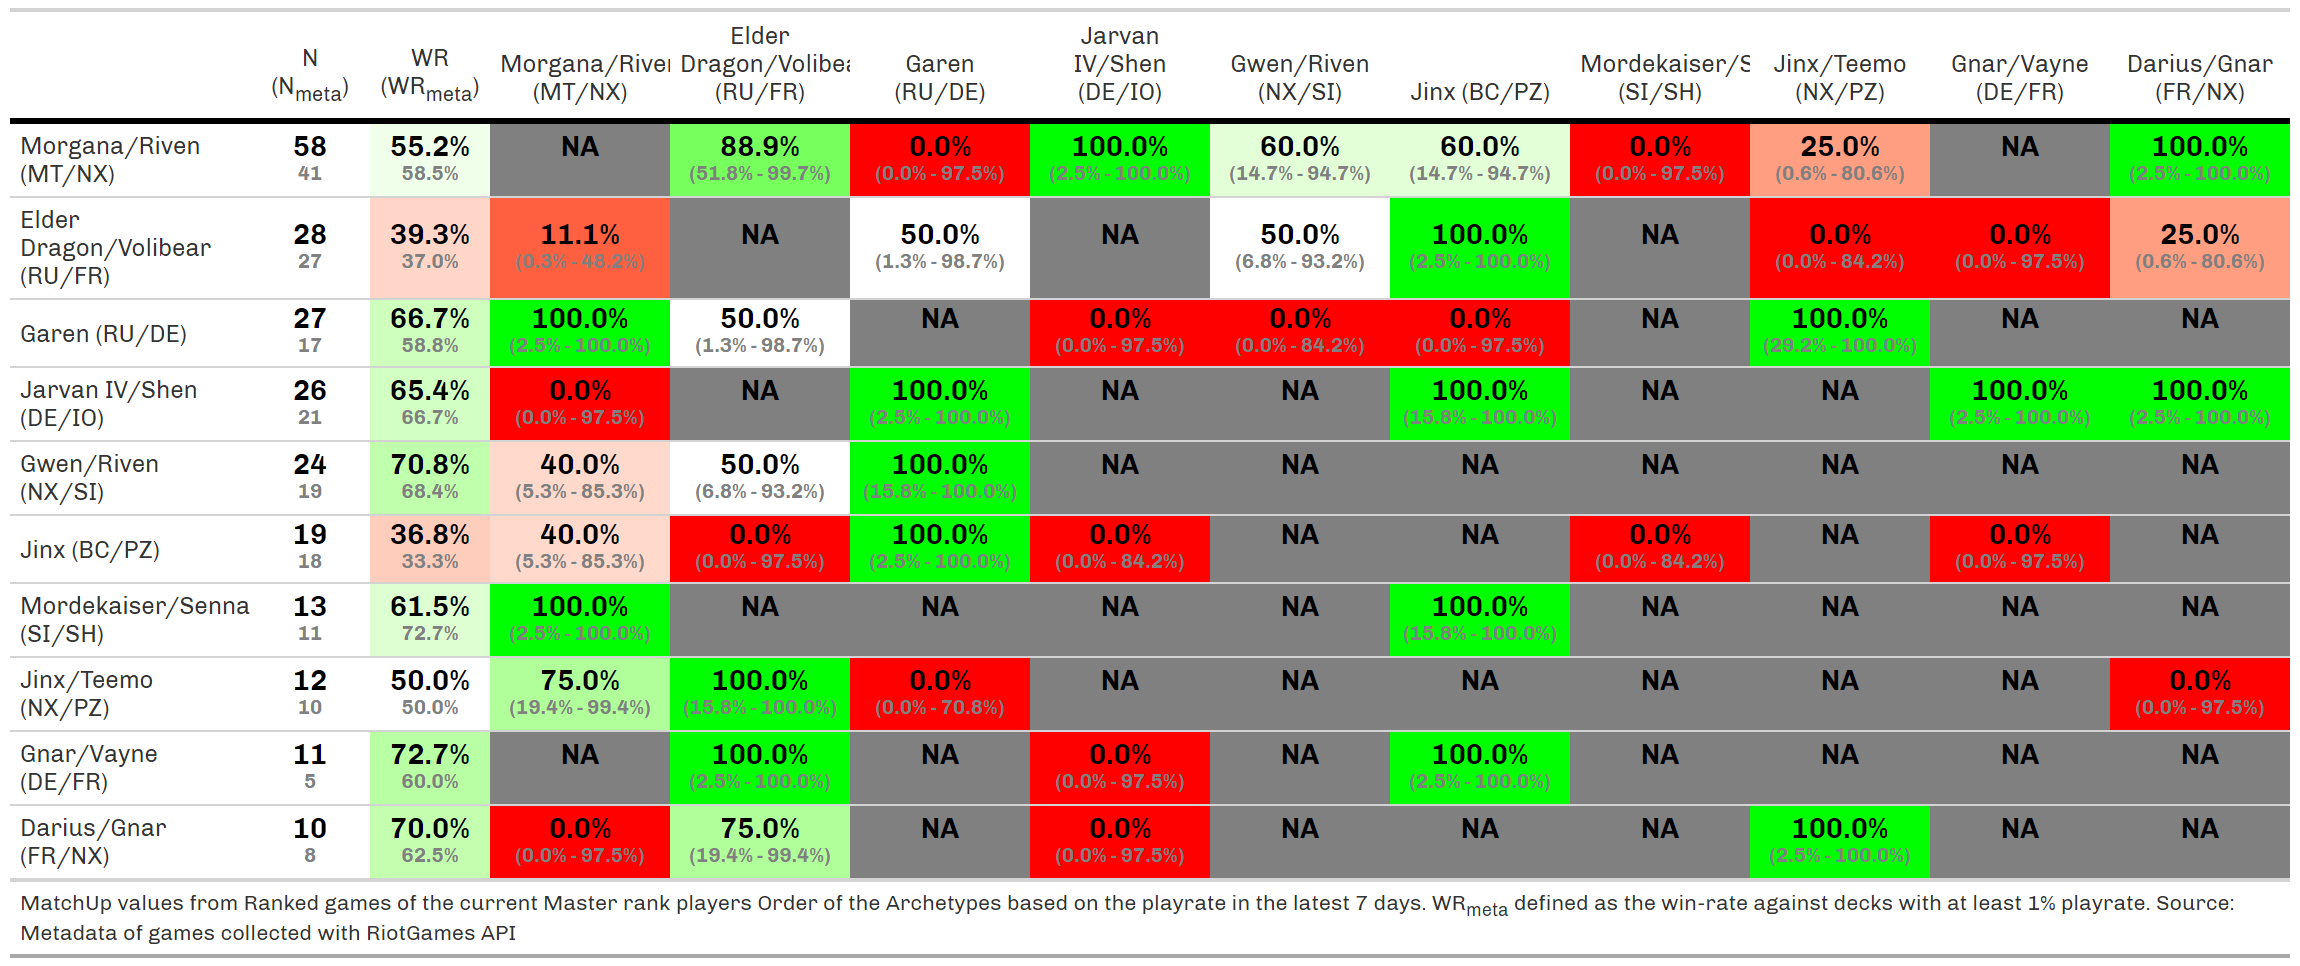 N (N_meta) WR (WR_meta) Morgana/River (MT/NX) Elder Dragon/Volibea (RU/FR) Garen (RU/DE) Jarvan IV/Shen (DE/IO) Gwen/Riven (NX/SI) Jinx (BC/PZ) Mordekaiser/S (SI/SH) Jinx/Teemo (NX/PZ) Gnar/Vayne (DE/FR) Darius/Gnar (FR/NX)
Morgana/Riven (MT/NX) 58 41 55.2% 58.5% NA 88.9% (51.8% - 99.7%) 0.0% (0.0% - 97.5%) 100.0% (2.5% - 100.0%) 60.0% (14.7% - 94.7%) 60.0% (14.7% - 94.7%) 0.0% (0.0% - 97.5%) 25.0% (0.6% - 80.6%) NA 100.0% (2.5% - 100.0%)
Elder Dragon/Volibear (RU/FR) 28 27 39.3% 37.0% 11.1% (0.3% - 48.2%) NA 50.0% (1.3% - 98.7%) NA 50.0% (6.8% - 93.2%) 100.0% (2.5% - 100.0%) NA 0.0% (0.0% - 84.2%) 0.0% (0.0% - 97.5%) 25.0% (0.6% - 80.6%)
Garen (RU/DE) 27 17 66.7% 58.8% 100.0% (2.5% - 100.0%) 50.0% (1.3% - 98.7%) NA 0.0% (0.0% - 97.5%) 0.0% (0.0% - 84.2%) 0.0% (0.0% - 97.5%) NA 100.0% (29.2% - 100.0%) NA NA
Jarvan IV/Shen (DE/IO) 26 21 65.4% 66.7% 0.0% (0.0% - 97.5%) NA 100.0% (2.5% - 100.0%) NA NA 100.0% (15.8% - 100.0%) NA NA 100.0% (2.5% - 100.0%) 100.0% (2.5% - 100.0%)
Gwen/Riven (NX/SI) 24 19 70.8% 68.4% 40.0% (5.3% - 85.3%) 50.0% (6.8% - 93.2%) 100.0% (15.8% - 100.0%) NA NA NA NA NA NA NA
Jinx (BC/PZ) 19 18 36.8% 33.3% 40.0% (5.3% - 85.3%) 0.0% (0.0% - 97.5%) 100.0% (2.5% - 100.0%) 0.0% (0.0% - 84.2%) NA NA 0.0% (0.0% - 84.2%) NA 0.0% (0.0% - 97.5%) NA
Mordekaiser/Senna (SI/SH) 13 11 61.5% 72.7% 100.0% (2.5% - 100.0%) NA NA NA NA 100.0% (15.8% - 100.0%) NA NA NA NA
Jinx/Teemo (NX/PZ) 12 10 50.0% 50.0% 75.0% (19.4% - 99.4%) 100.0% (15.8% - 100.0%) 0.0% (0.0% - 70.8%) NA NA NA NA NA NA 0.0% (0.0% - 97.5%)
Gnar/Vayne (DE/FR) 11 5 72.7% 60.0% NA 100.0% (2.5% - 100.0%) NA 0.0% (0.0% - 97.5%) NA 100.0% (2.5% - 100.0%) NA NA NA NA
Darius/Gnar (FR/NX) 10 8 70.0% 62.5% 0.0% (0.0% - 97.5%) 75.0% (19.4% - 99.4%) NA 0.0% (0.0% - 97.5%) NA NA NA 100.0% (2.5% - 100.0%) NA NA
MatchUp values from Ranked games of the current Master rank players Order of the Archetypes based on the playrate in the latest 7 days. WR_meta defined as the win-rate against decks with at least 1% playrate. Source:
Metadata of games collected with RiotGames API